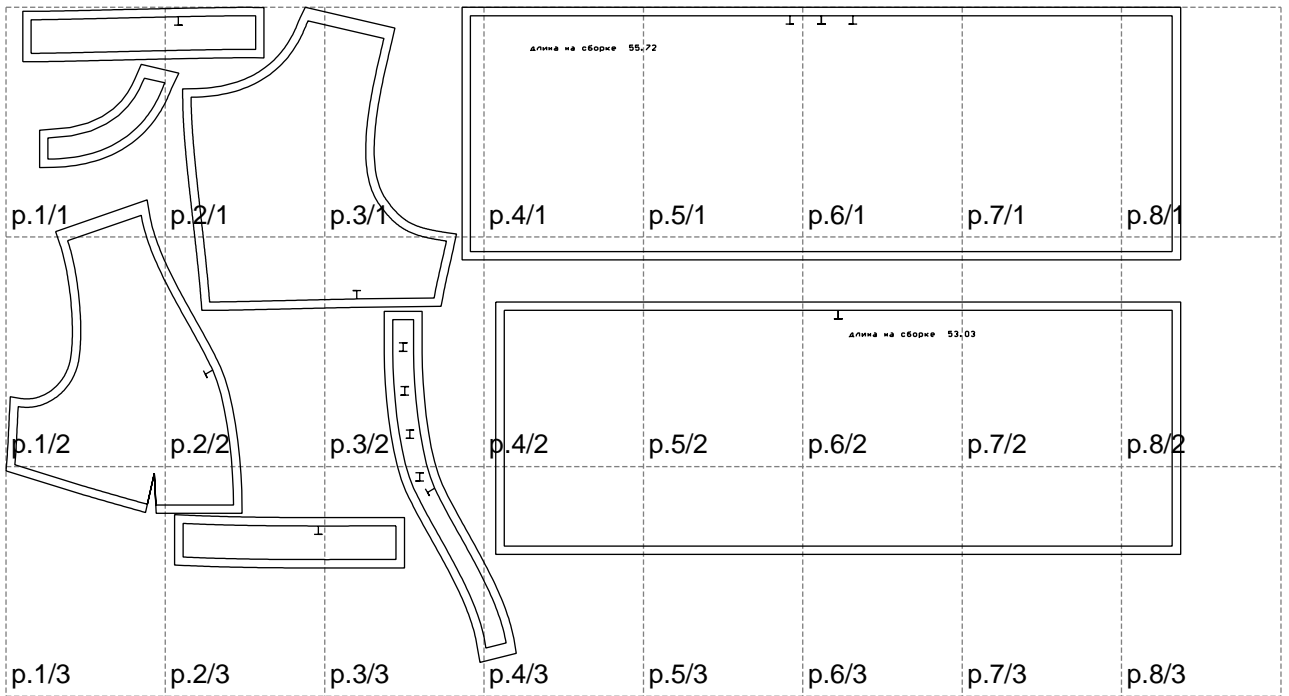 длина на сборке 55.72
p.1/1 p.2/1 p.3/1 p.4/1 p.5/1 p.6/1 p.7/1 p.8/1
длина на сборке 53.03
p.1/2 p.2/2 p.3/2 p.4/2 p.5/2 p.6/2 p.7/2 p.8/2
p.1/3 p.2/3 p.3/3 p.4/3 p.5/3 p.6/3 p.7/3 p.8/3